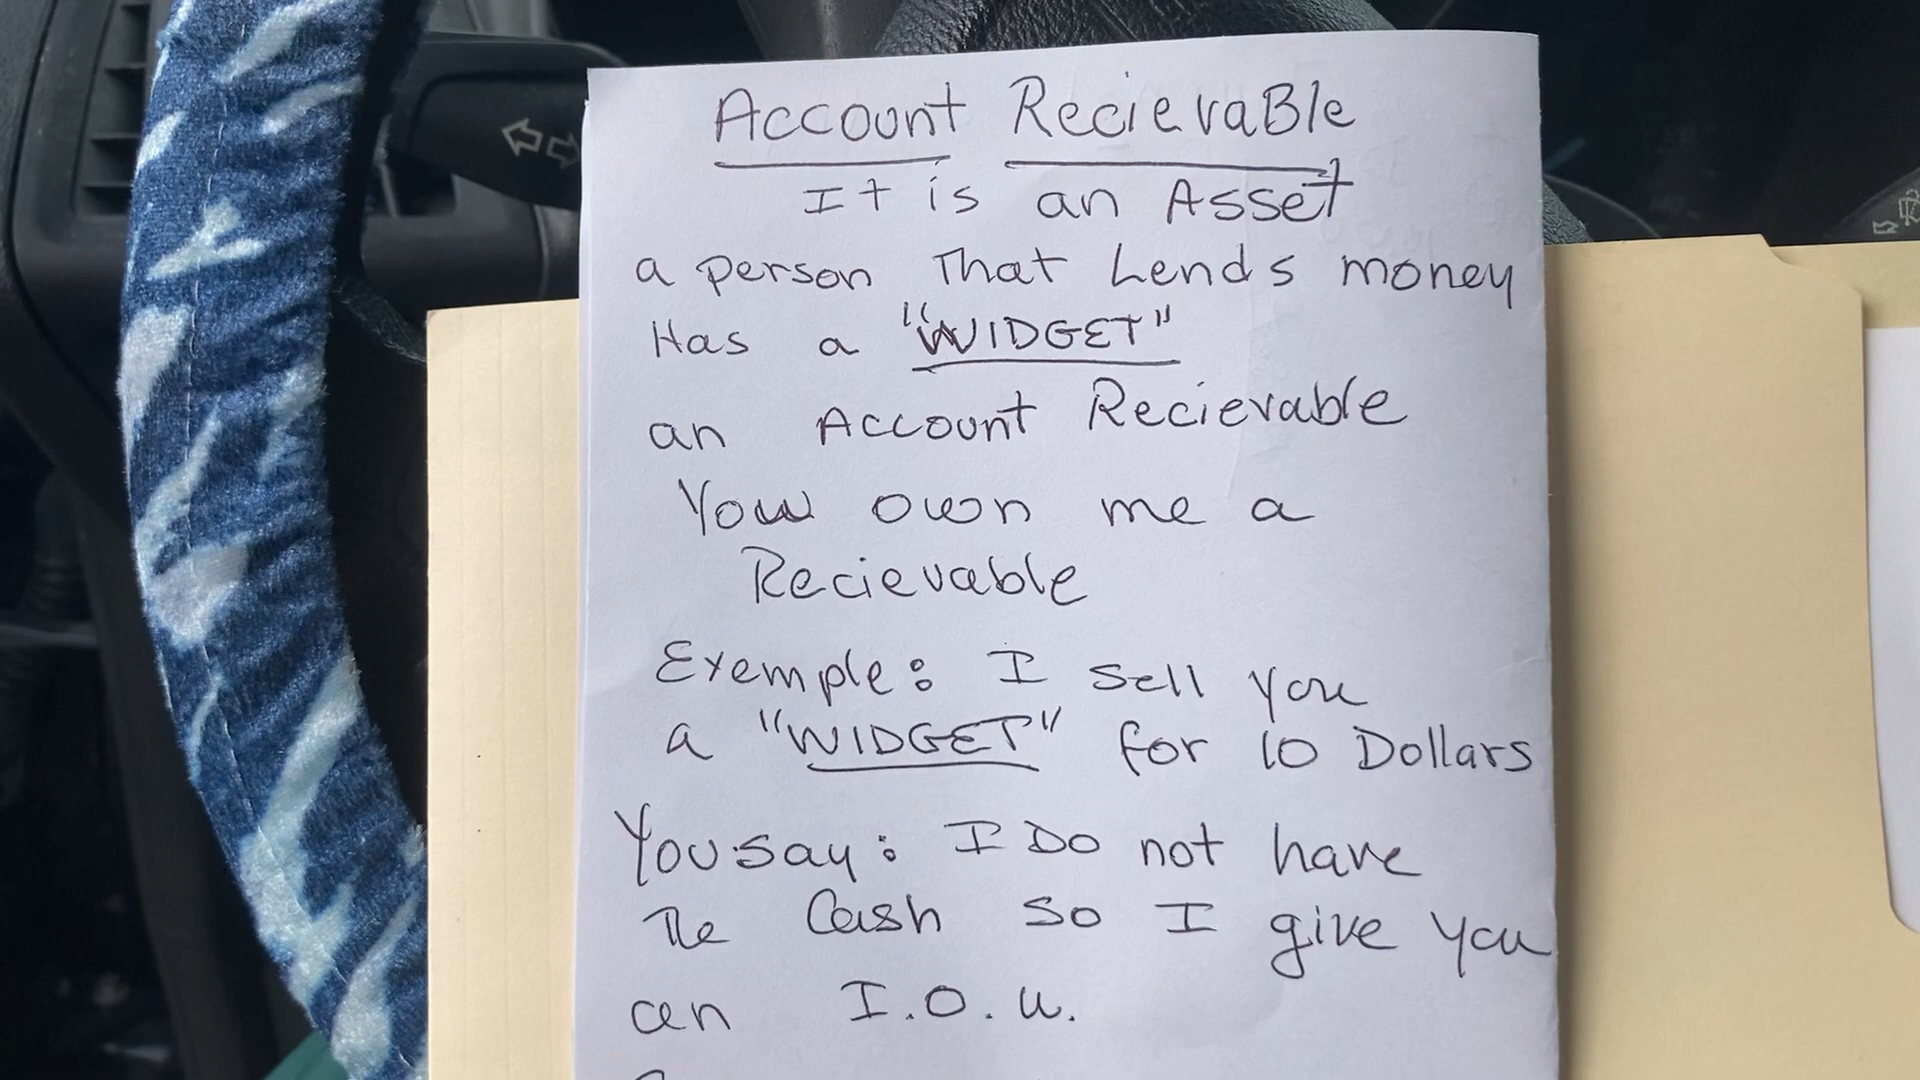 Account RecievaBle
It is an Asset
a person That Lends money
Has a "WIDGET"
an Account Recievable
You own me a
Recievable
Exemple: I sell you
a "WIDGET" for 10 Dollars
You say: I Do not have
The Cash so I give you
an I.O.U.